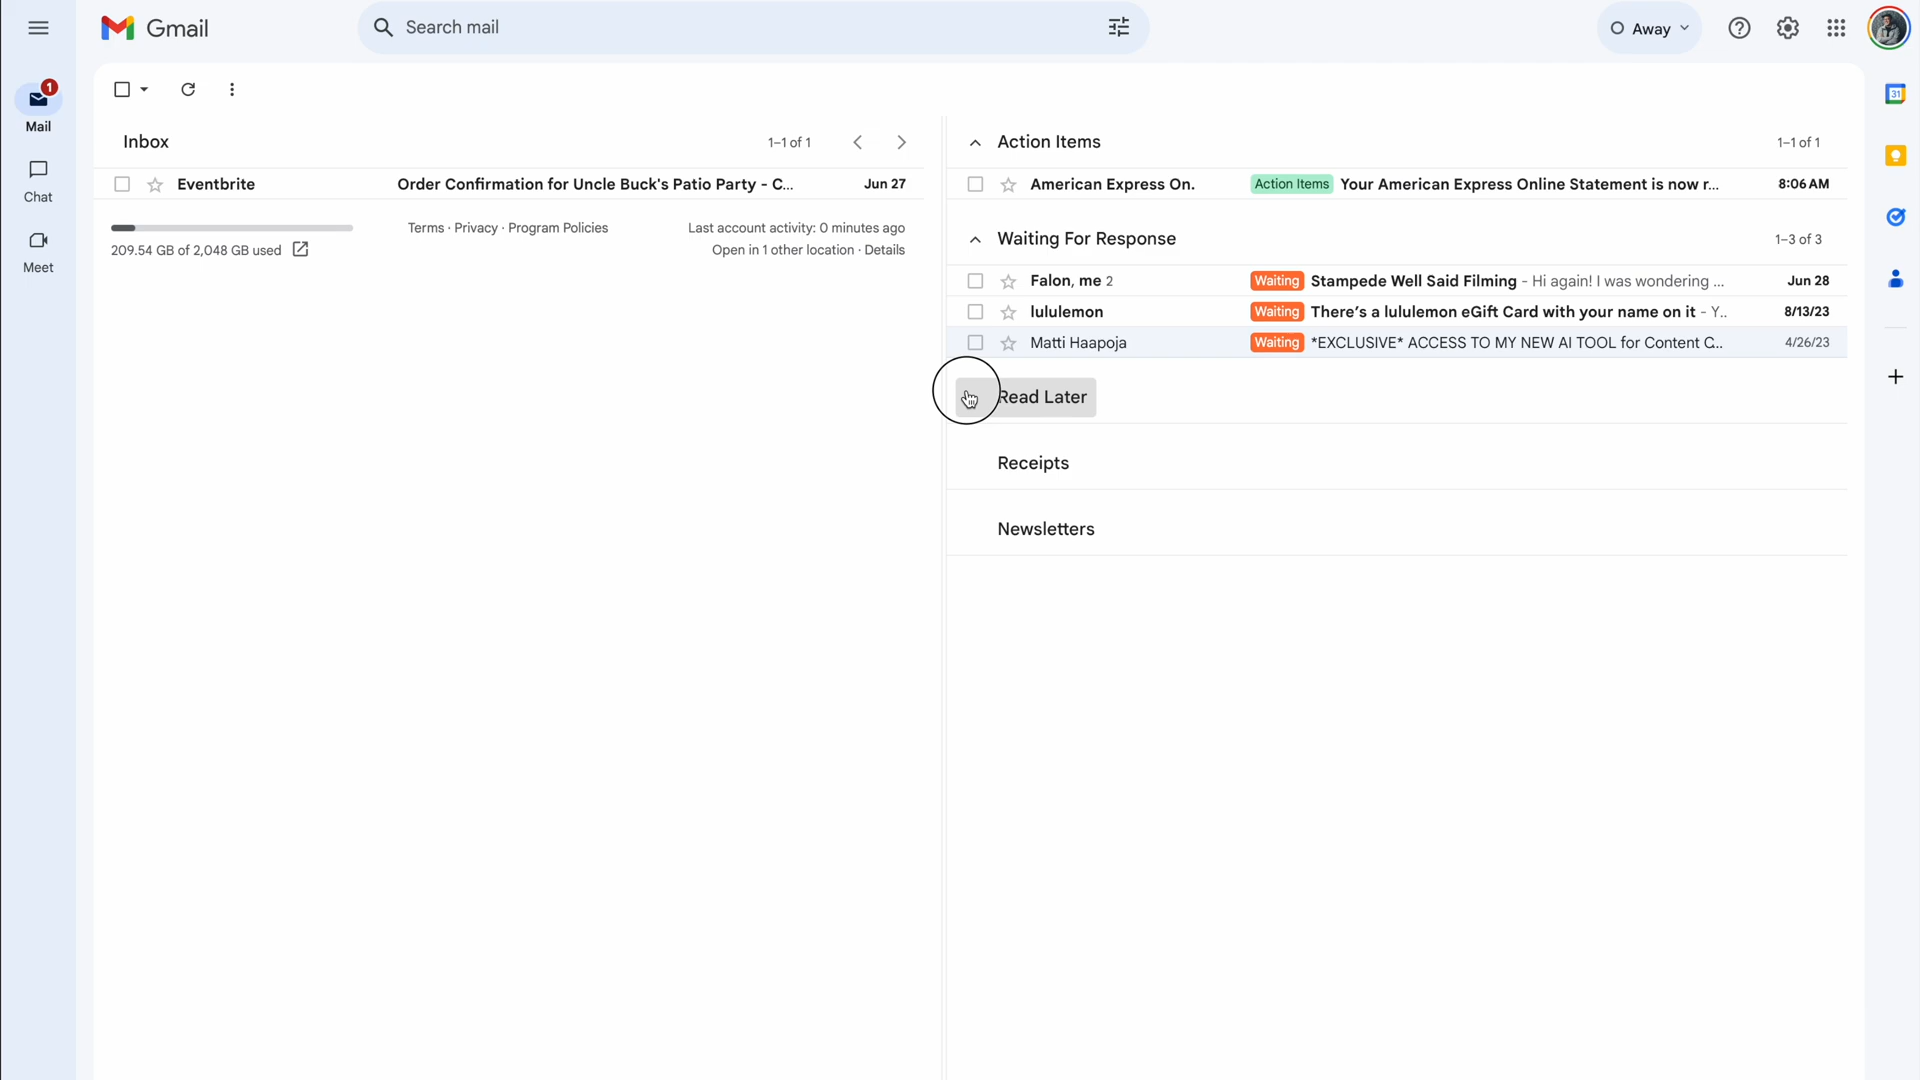 Gmail
Search mail
Away
1
Mail
Chat
Meet
Inbox
1–1 of 1
Eventbrite
Order Confirmation for Uncle Buck's Patio Party - C...
Jun 27
209.54 GB of 2,048 GB used
Terms · Privacy · Program Policies
Last account activity: 0 minutes ago
Open in 1 other location · Details
Action Items
1–1 of 1
American Express On.
Action Items
Your American Express Online Statement is now r...
8:06 AM
Waiting For Response
1–3 of 3
Falon, me 2
Waiting
Stampede Well Said Filming - Hi again! I was wondering ...
Jun 28
lululemon
Waiting
There's a lululemon eGift Card with your name on it - Y..
8/13/23
Matti Haapoja
Waiting
*EXCLUSIVE* ACCESS TO MY NEW AI TOOL for Content C...
4/26/23
Read Later
Receipts
Newsletters
31